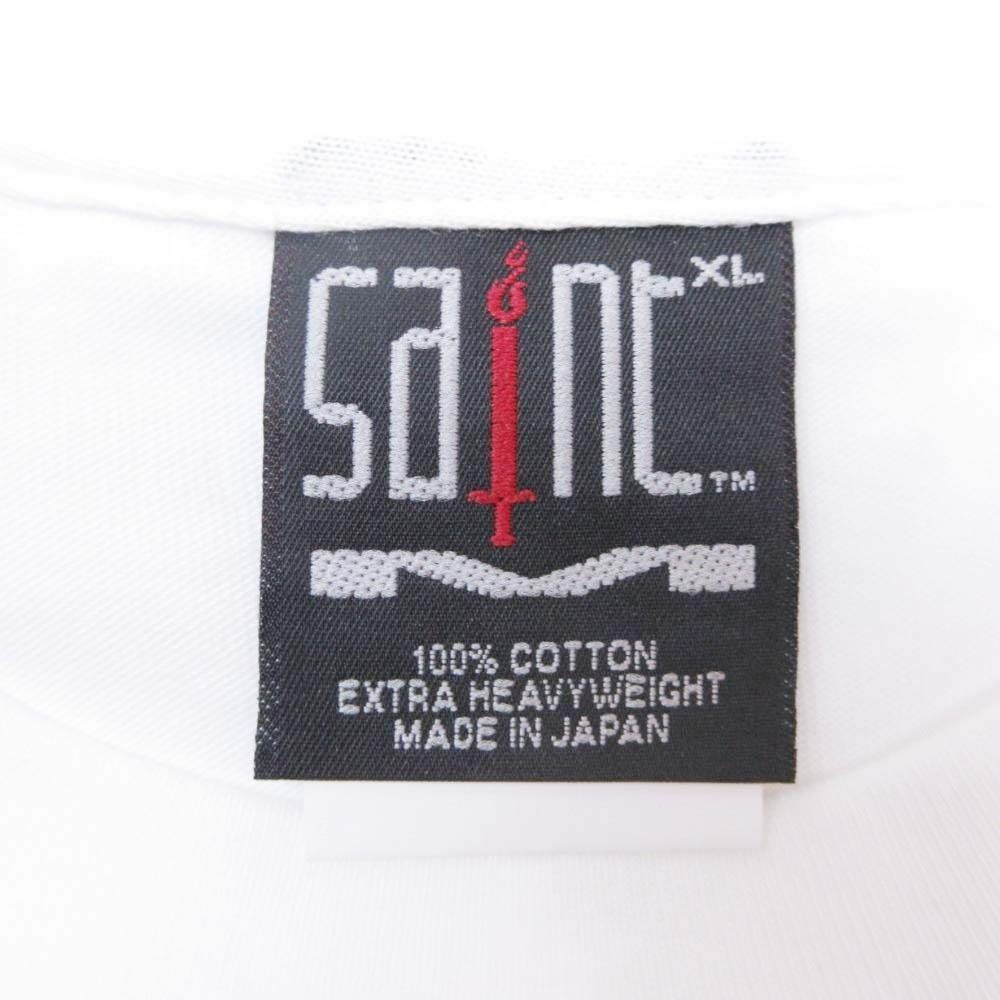 saint XL
TM
M
100% COTTON
EXTRA HEAVYWEIGHT
MADE IN JAPAN